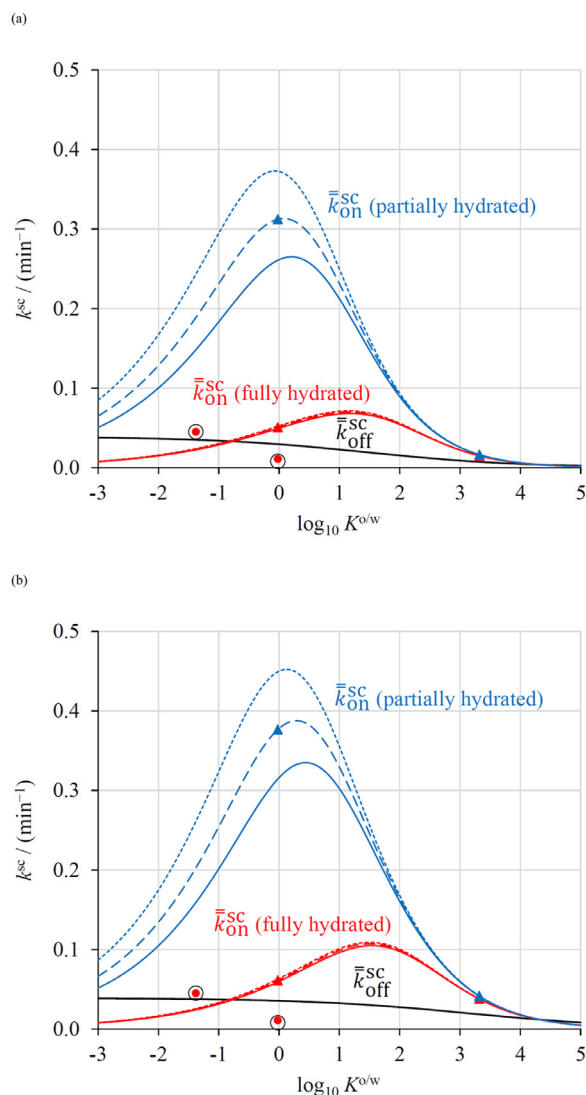 (a)
0.5
0.4
0.3
0.2
0.1
0.0
k^sc / (min⁻¹)
k̿_on^sc (partially hydrated)
k̿_on^sc (fully hydrated)
k̿_off^sc
-3 -2 -1 0 1 2 3 4 5
log₁₀ K^o/w
(b)
0.5
0.4
0.3
0.2
0.1
0.0
k^sc / (min⁻¹)
k̿_on^sc (partially hydrated)
k̿_on^sc (fully hydrated)
k̿_off^sc
-3 -2 -1 0 1 2 3 4 5
log₁₀ K^o/w